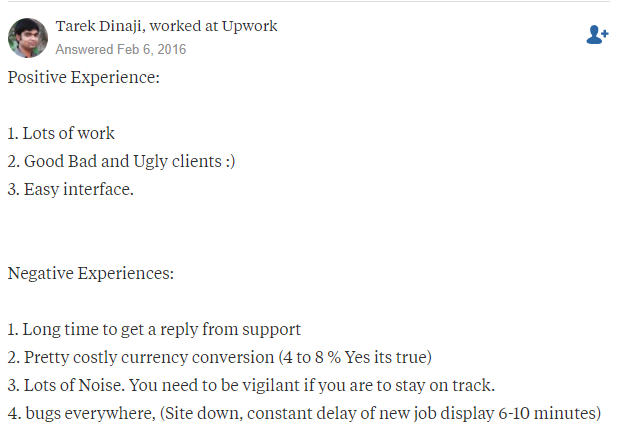 Tarek Dinaji, worked at Upwork
Answered Feb 6, 2016
Positive Experience:
1. Lots of work
2. Good Bad and Ugly clients :)
3. Easy interface.
Negative Experiences:
1. Long time to get a reply from support
2. Pretty costly currency conversion (4 to 8 % Yes its true)
3. Lots of Noise. You need to be vigilant if you are to stay on track.
4. bugs everywhere, (Site down, constant delay of new job display 6-10 minutes)